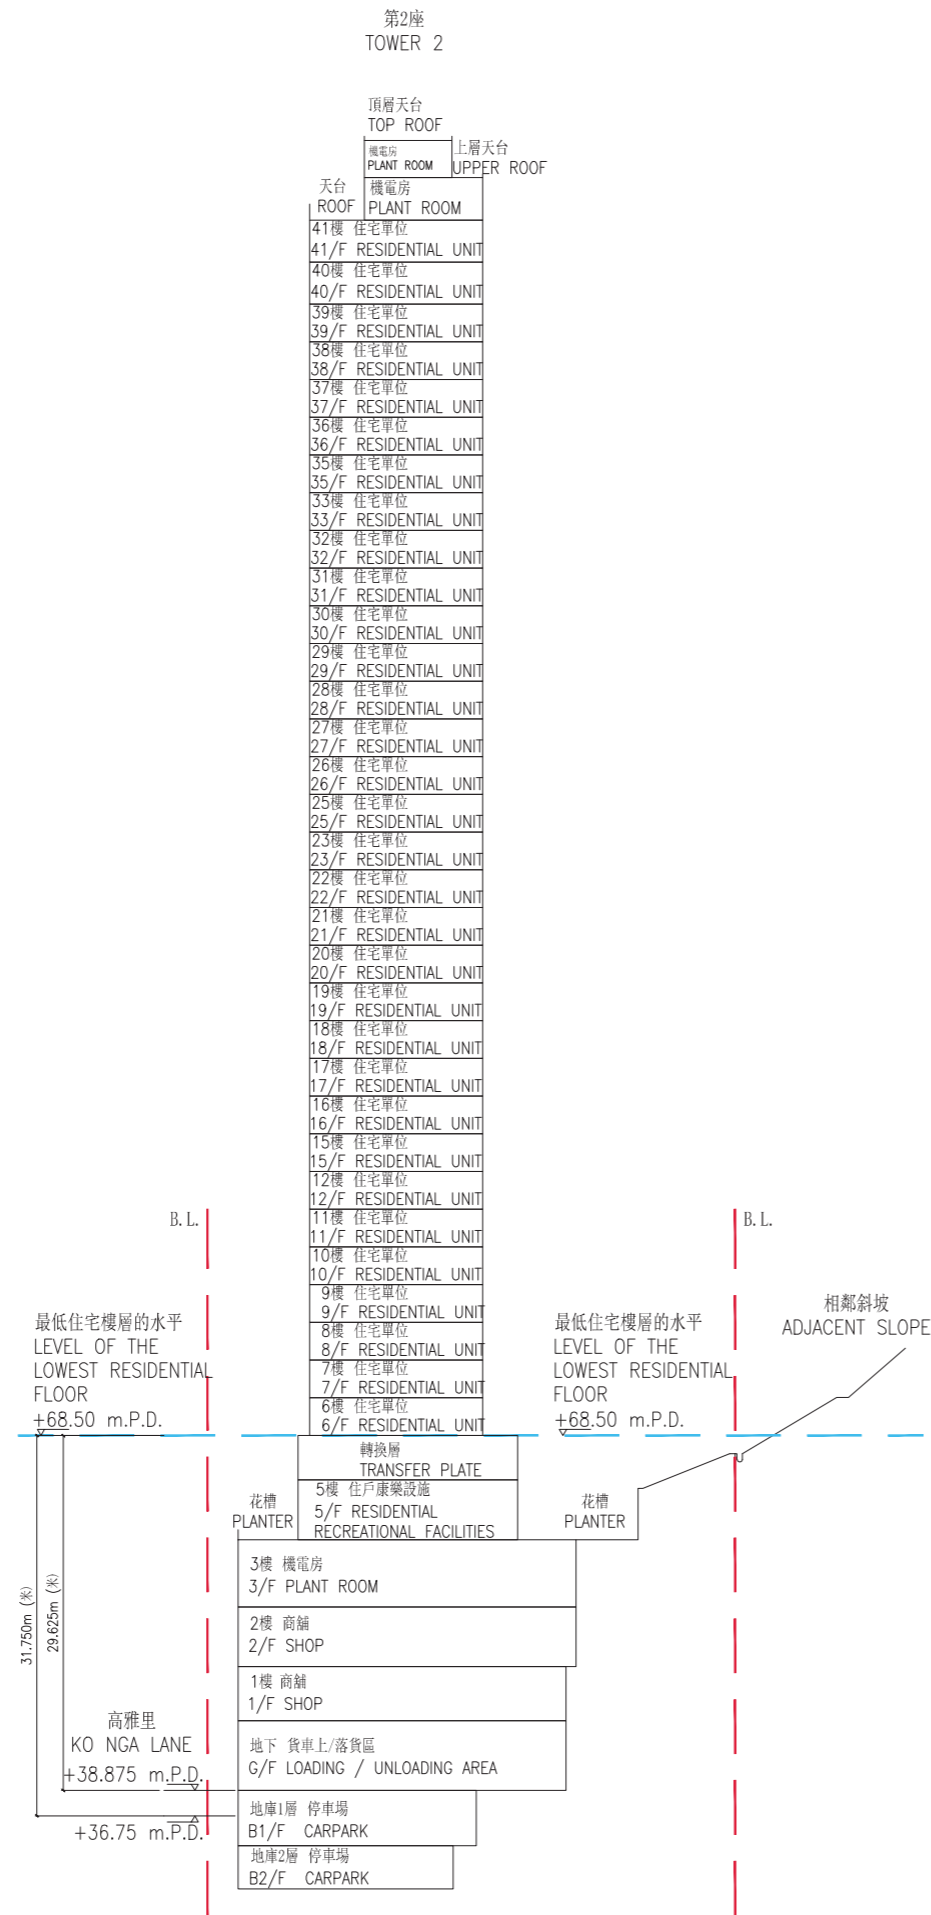 第2座
TOWER 2
頂層天台
TOP ROOF
機電房
PLANT ROOM
上層天台
UPPER ROOF
天台
ROOF
機電房
PLANT ROOM
41樓 住宅單位
41/F RESIDENTIAL UNIT
40樓 住宅單位
40/F RESIDENTIAL UNIT
39樓 住宅單位
39/F RESIDENTIAL UNIT
38樓 住宅單位
38/F RESIDENTIAL UNIT
37樓 住宅單位
37/F RESIDENTIAL UNIT
36樓 住宅單位
36/F RESIDENTIAL UNIT
35樓 住宅單位
35/F RESIDENTIAL UNIT
33樓 住宅單位
33/F RESIDENTIAL UNIT
32樓 住宅單位
32/F RESIDENTIAL UNIT
31樓 住宅單位
31/F RESIDENTIAL UNIT
30樓 住宅單位
30/F RESIDENTIAL UNIT
29樓 住宅單位
29/F RESIDENTIAL UNIT
28樓 住宅單位
28/F RESIDENTIAL UNIT
27樓 住宅單位
27/F RESIDENTIAL UNIT
26樓 住宅單位
26/F RESIDENTIAL UNIT
25樓 住宅單位
25/F RESIDENTIAL UNIT
23樓 住宅單位
23/F RESIDENTIAL UNIT
22樓 住宅單位
22/F RESIDENTIAL UNIT
21樓 住宅單位
21/F RESIDENTIAL UNIT
20樓 住宅單位
20/F RESIDENTIAL UNIT
19樓 住宅單位
19/F RESIDENTIAL UNIT
18樓 住宅單位
18/F RESIDENTIAL UNIT
17樓 住宅單位
17/F RESIDENTIAL UNIT
16樓 住宅單位
16/F RESIDENTIAL UNIT
15樓 住宅單位
15/F RESIDENTIAL UNIT
12樓 住宅單位
12/F RESIDENTIAL UNIT
11樓 住宅單位
11/F RESIDENTIAL UNIT
10樓 住宅單位
10/F RESIDENTIAL UNIT
9樓 住宅單位
9/F RESIDENTIAL UNIT
8樓 住宅單位
8/F RESIDENTIAL UNIT
7樓 住宅單位
7/F RESIDENTIAL UNIT
6樓 住宅單位
6/F RESIDENTIAL UNIT
B.L.
B.L.
最低住宅樓層的水平
LEVEL OF THE
LOWEST RESIDENTIAL
FLOOR
+68.50 m.P.D.
最低住宅樓層的水平
LEVEL OF THE
LOWEST RESIDENTIAL
FLOOR
+68.50 m.P.D.
相鄰斜坡
ADJACENT SLOPE
轉換層
TRANSFER PLATE
5樓 住戶康樂設施
5/F RESIDENTIAL
RECREATIONAL FACILITIES
花槽
PLANTER
花槽
PLANTER
3樓 機電房
3/F PLANT ROOM
2樓 商舖
2/F SHOP
1樓 商舖
1/F SHOP
地下 貨車上/落貨區
G/F LOADING / UNLOADING AREA
地庫1層 停車場
B1/F CARPARK
地庫2層 停車場
B2/F CARPARK
31.750m (米)
29.625m (米)
高雅里
KO NGA LANE
+38.875 m.P.D.
+36.75 m.P.D.